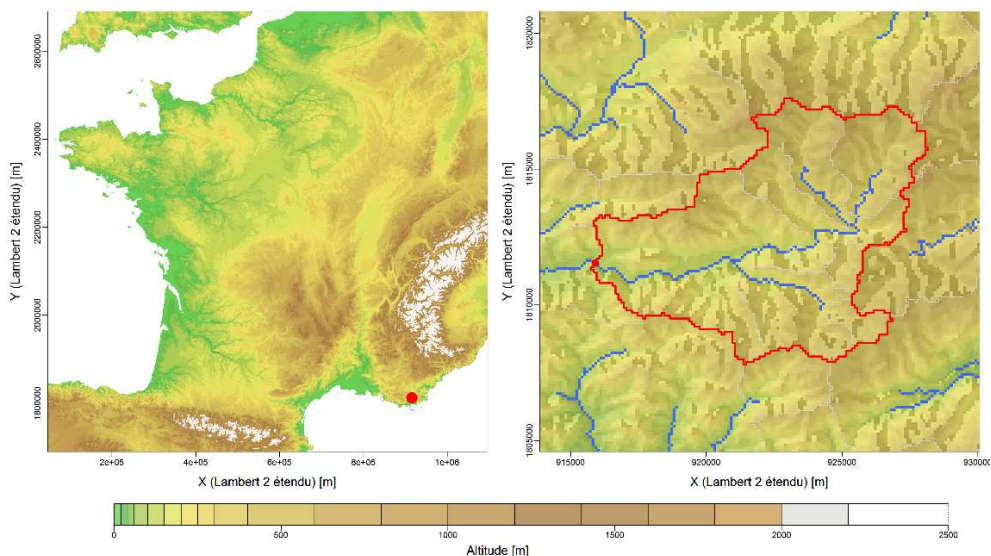 Y (Lambert 2 étendu) [m]
2600000
2400000
2200000
2000000
1800000
2e+05 4e+05 6e+05 8e+05 1e+06
X (Lambert 2 étendu) [m]
Y (Lambert 2 étendu) [m]
1820000
1815000
1810000
1805000
915000 920000 925000 930000
X (Lambert 2 étendu) [m]
0 500 1000 1500 2000 2500
Altitude [m]